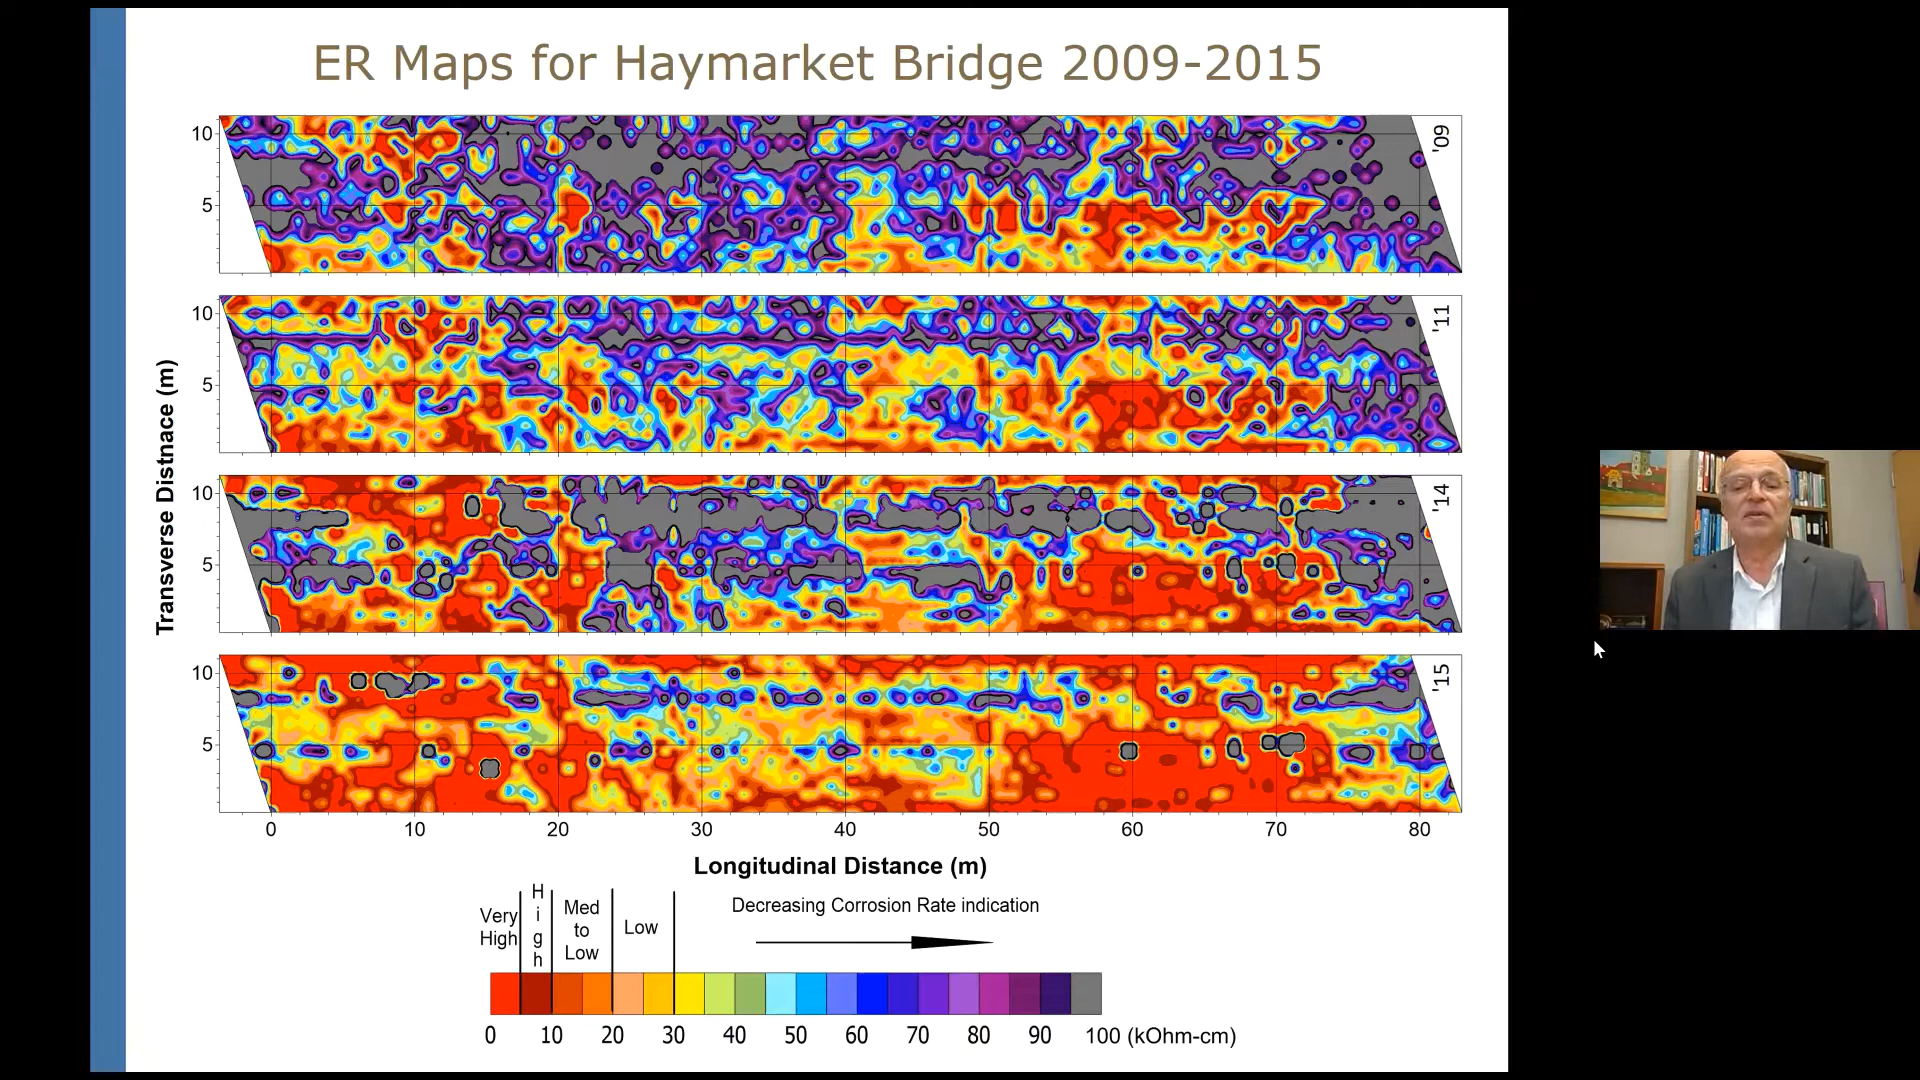 ER Maps for Haymarket Bridge 2009-2015
10
5
'09
10
5
'11
10
5
'14
10
5
'15
Transverse Distnace (m)
0 10 20 30 40 50 60 70 80
Longitudinal Distance (m)
Very High
High
Med to Low
Low
Decreasing Corrosion Rate indication
0 10 20 30 40 50 60 70 80 90 100 (kOhm-cm)